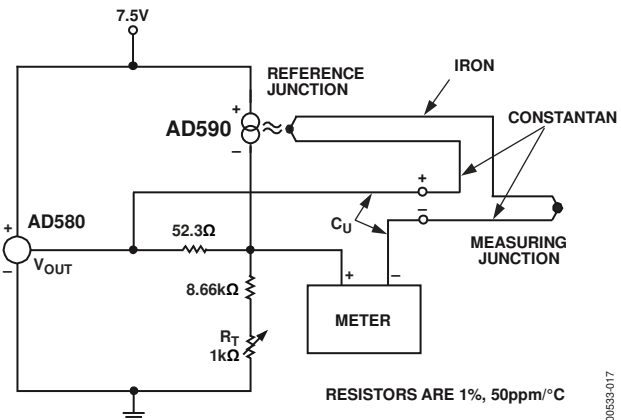 7.5V
REFERENCE
JUNCTION
IRON
CONSTANTAN
+
AD590
–
+
–
CU
MEASURING
JUNCTION
+
AD580
–
VOUT
52.3Ω
8.66kΩ
RT
1kΩ
+
–
METER
RESISTORS ARE 1%, 50ppm/°C
00533-017